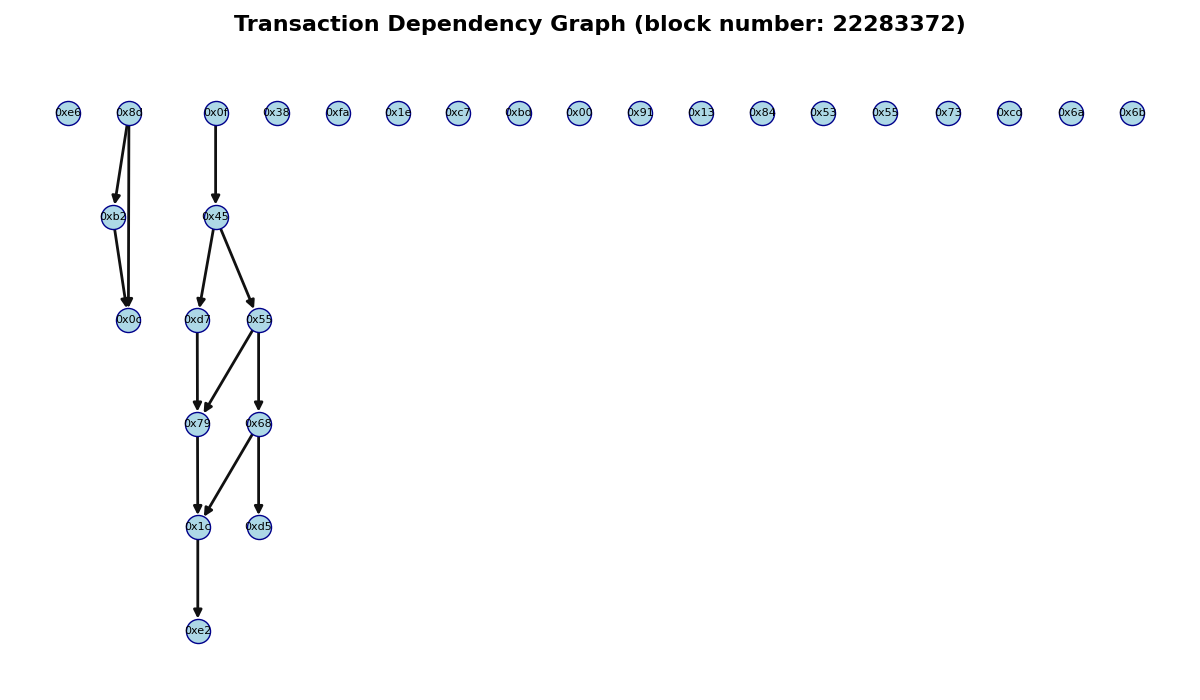 Transaction Dependency Graph (block number: 22283372)
0xe6 0x8d 0x0f 0x38 0xfa 0x1e 0xc7 0xbd 0x00 0x91 0x13 0x84 0x53 0x55 0x73 0xcd 0x6a 0x6b
0xb2 0x45
0x0c 0xd7 0x55
0x79 0x68
0x1c 0xd5
0xe2